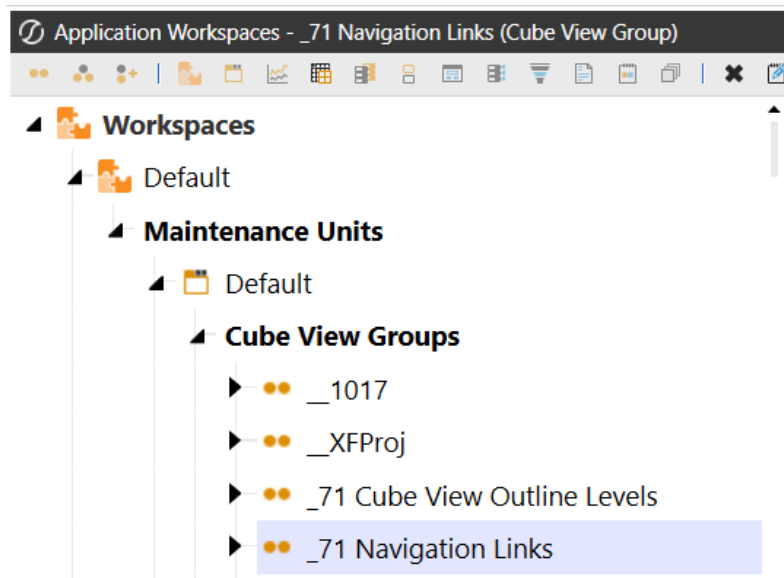 Application Workspaces - _71 Navigation Links (Cube View Group)
Workspaces
Default
Maintenance Units
Default
Cube View Groups
__1017
__XFProj
_71 Cube View Outline Levels
_71 Navigation Links